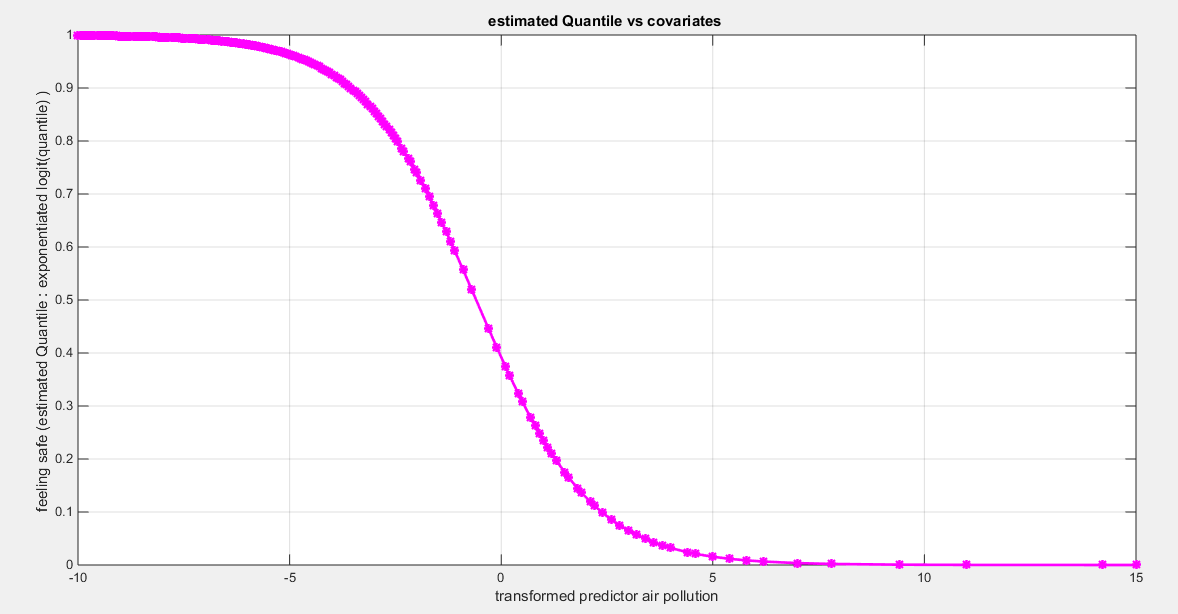 estimated Quantile vs covariates
feeling safe (estimated Quantile : exponentiated logit(quantile) )
1
0.9
0.8
0.7
0.6
0.5
0.4
0.3
0.2
0.1
0
-10 -5 0 5 10 15
transformed predictor air pollution